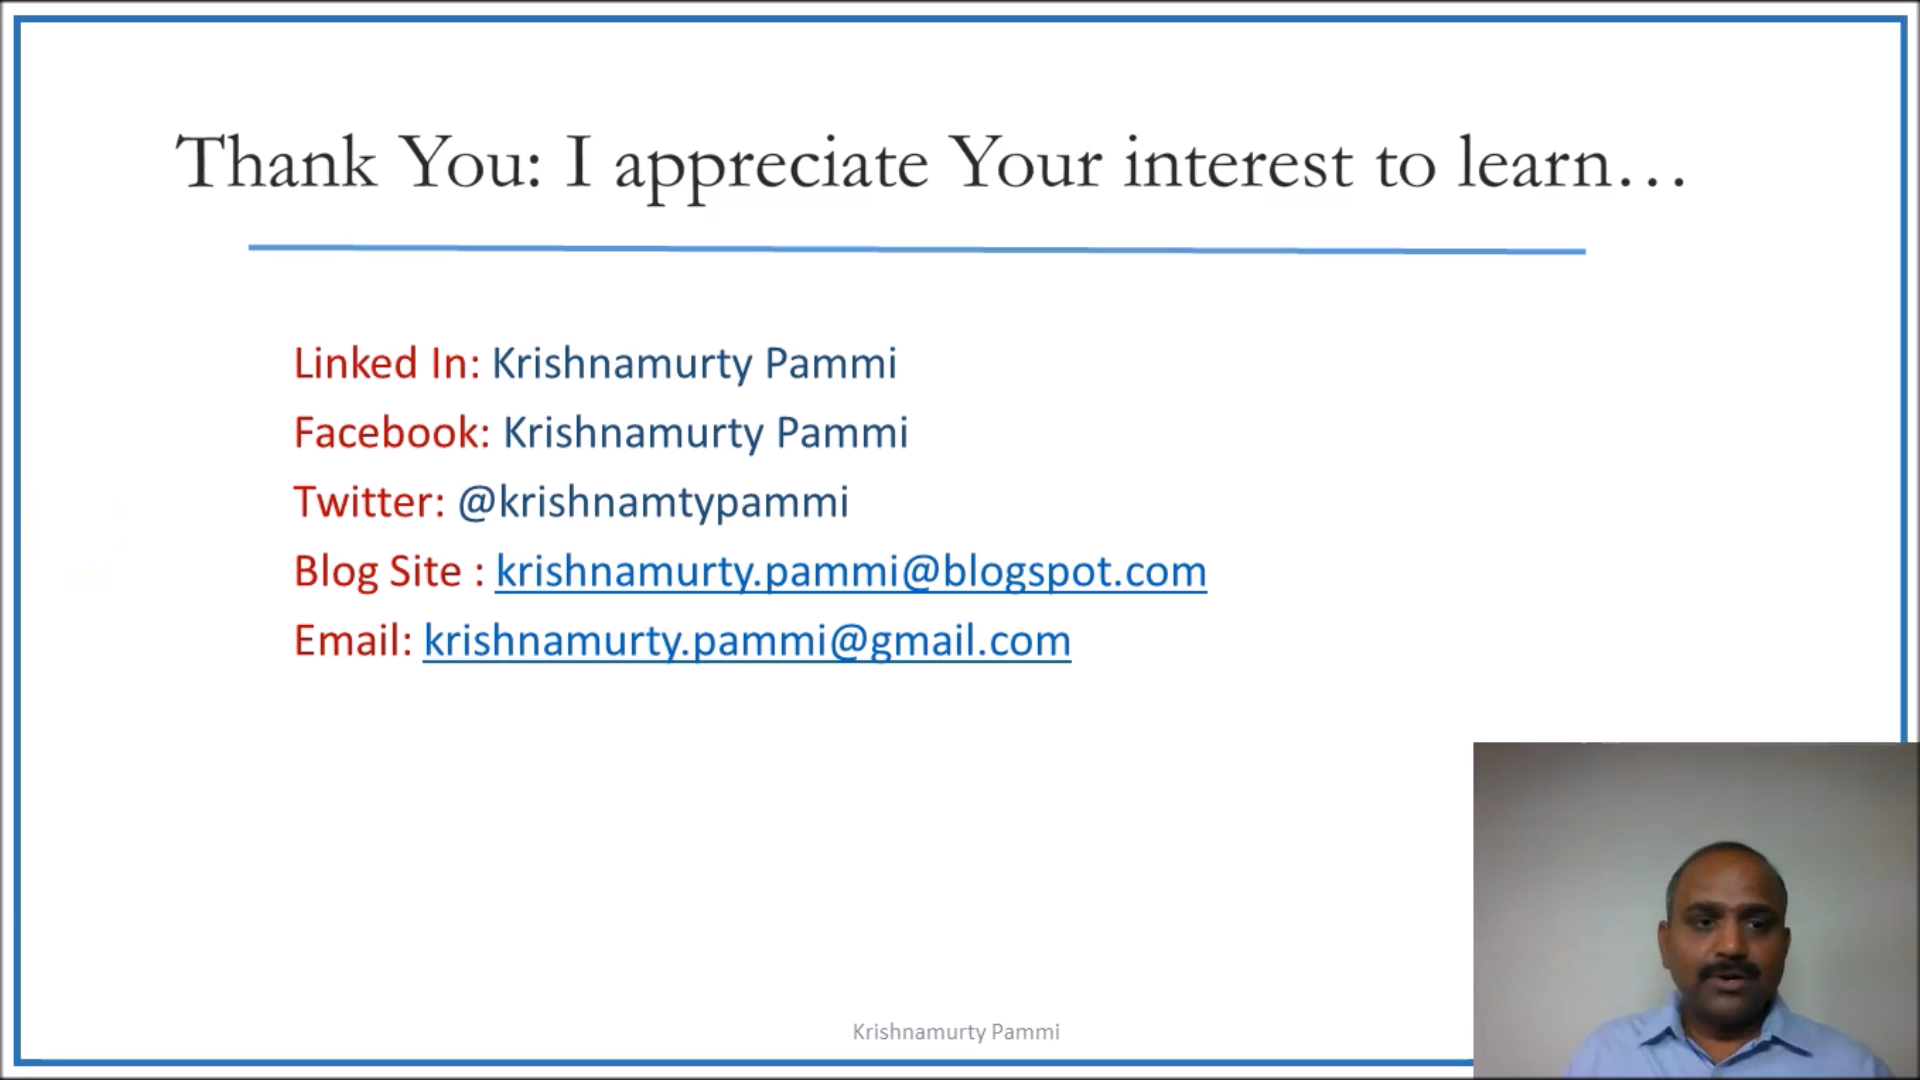 Thank You: I appreciate Your interest to learn…
Linked In: Krishnamurty Pammi
Facebook: Krishnamurty Pammi
Twitter: @krishnamtypammi
Blog Site : krishnamurty.pammi@blogspot.com
Email: krishnamurty.pammi@gmail.com
Krishnamurty Pammi